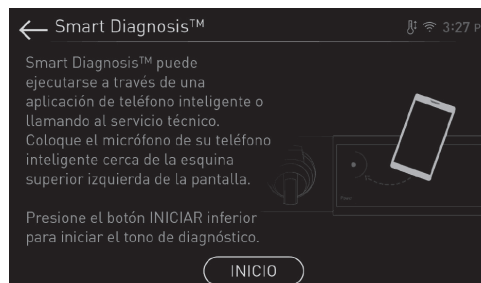 Smart Diagnosis™
3:27 P
Smart Diagnosis™ puede
ejecutarse a través de una
aplicación de teléfono inteligente o
llamando al servicio técnico.
Coloque el micrófono de su teléfono
inteligente cerca de la esquina
superior izquierda de la pantalla.
Presione el botón INICIAR inferior
para iniciar el tono de diagnóstico.
INICIO